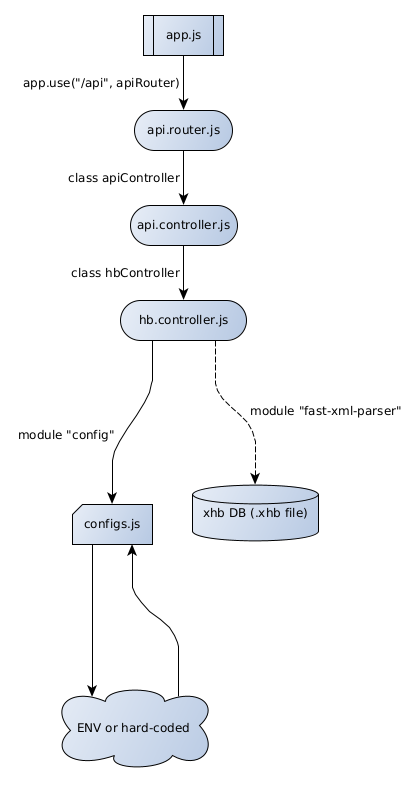 app.js
app.use("/api", apiRouter)
api.router.js
class apiController
api.controller.js
class hbController
hb.controller.js
module "fast-xml-parser"
module "config"
xhb DB (.xhb file)
configs.js
ENV or hard-coded